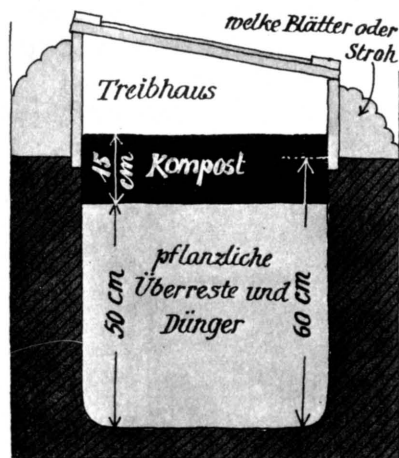 welke Blätter oder
Stroh
Treibhaus
15 cm
Kompost
pflanzliche
Überreste und
Dünger
50 cm
60 cm